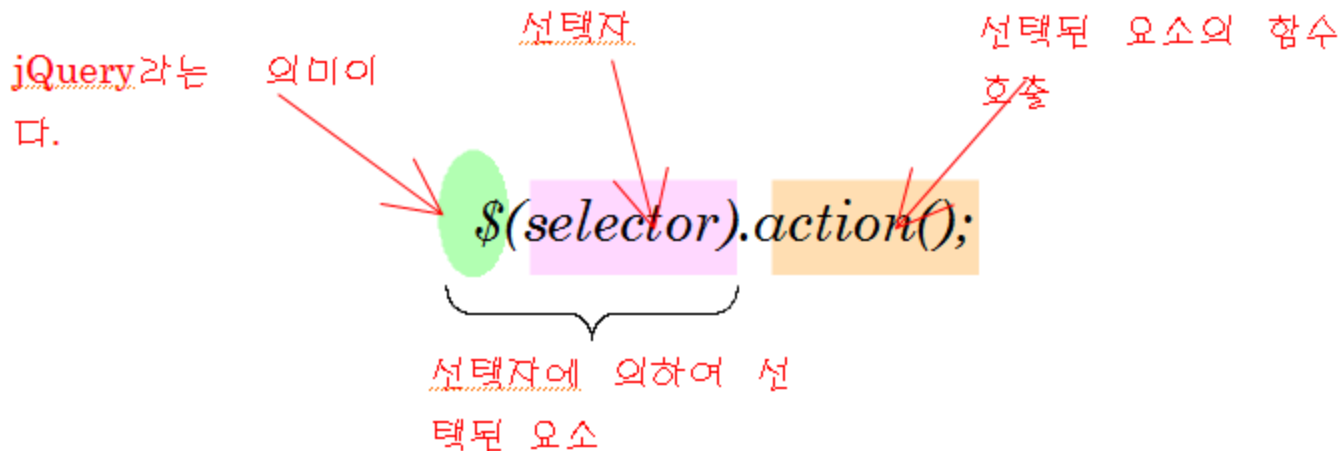 선택자
선택된 요소의 함수
호출
jQuery라는 의미이
다.
$(selector).action();
선택자에 의하여 선
택된 요소